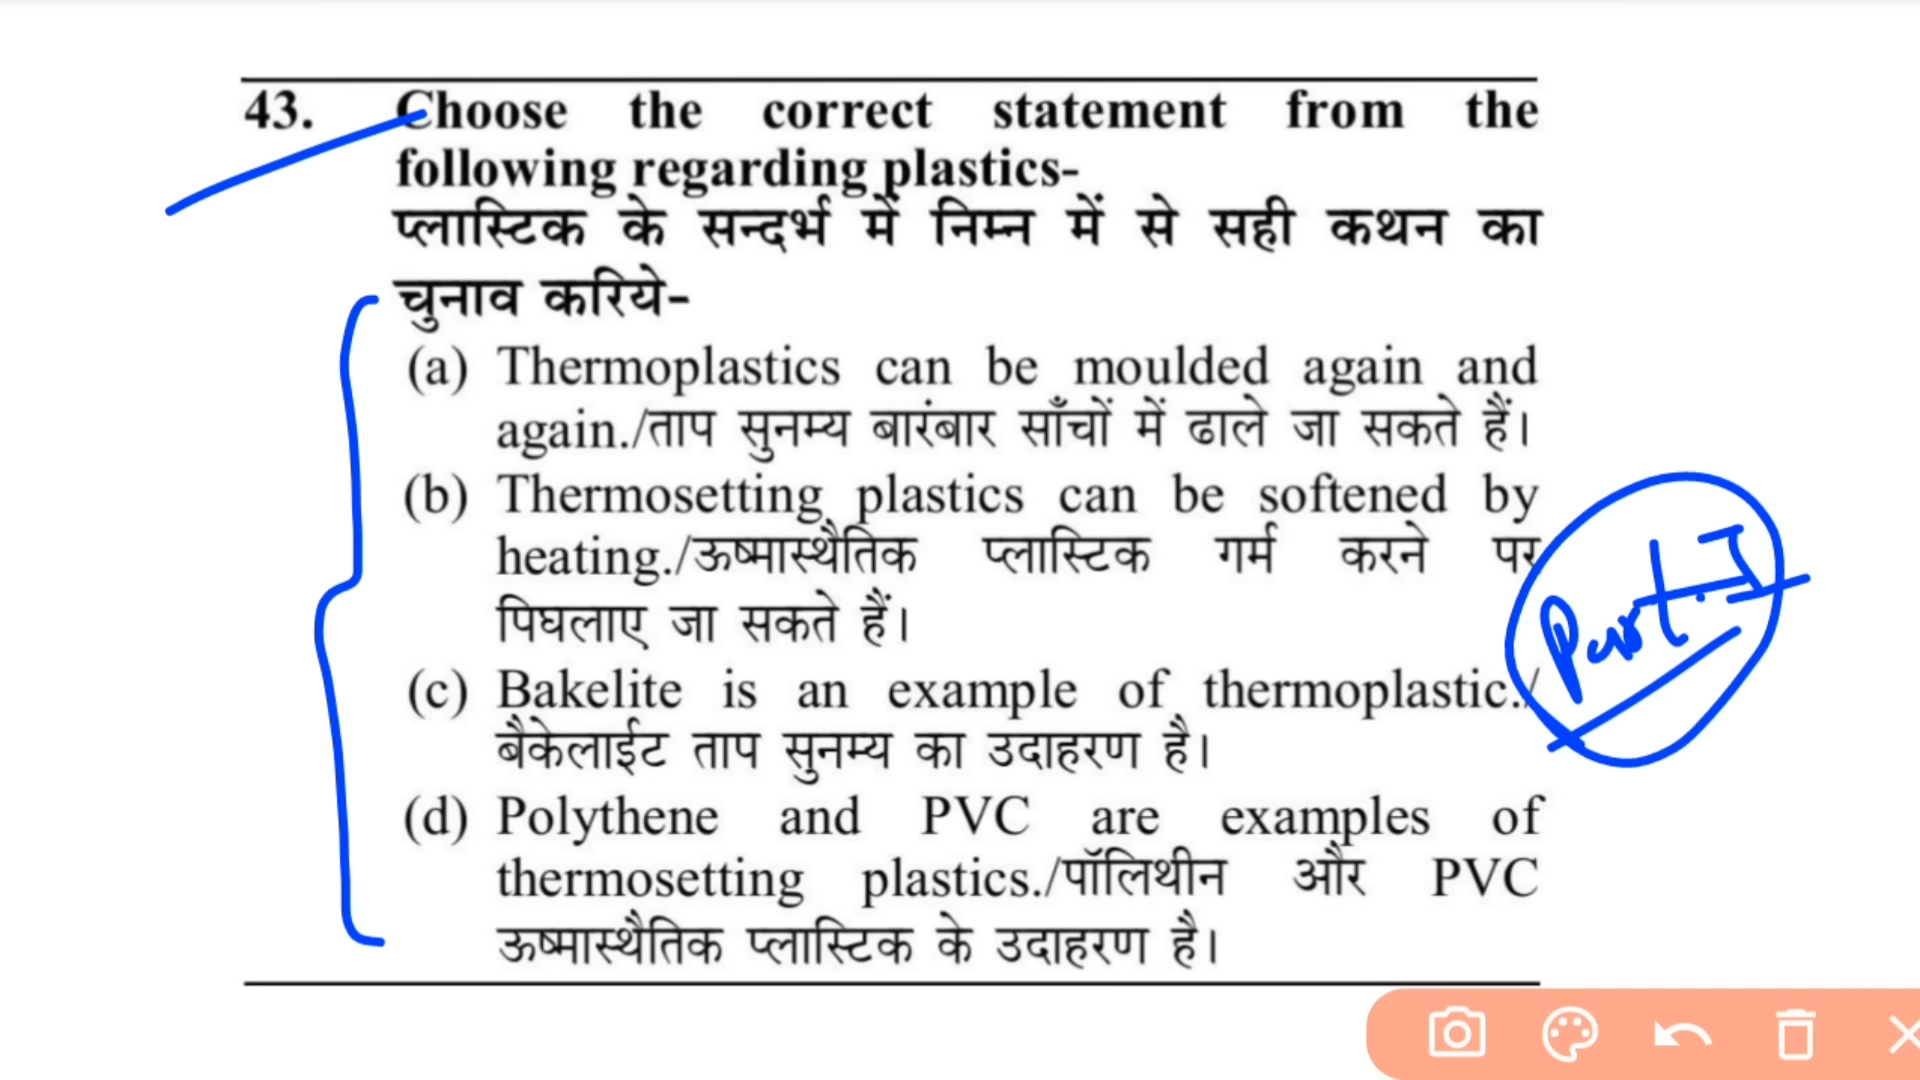 43. Choose the correct statement from the
following regarding plastics-
प्लास्टिक के सन्दर्भ में निम्न में से सही कथन का
चुनाव करिये-
(a) Thermoplastics can be moulded again and
again./ताप सुनम्य बारंबार साँचों में ढाले जा सकते हैं।
(b) Thermosetting plastics can be softened by
heating./ऊष्मास्थैतिक प्लास्टिक गर्म करने पर
पिघलाए जा सकते हैं।
Part.I
(c) Bakelite is an example of thermoplastic./
बैकेलाईट ताप सुनम्य का उदाहरण है।
(d) Polythene and PVC are examples of
thermosetting plastics./पॉलिथीन और PVC
ऊष्मास्थैतिक प्लास्टिक के उदाहरण है।